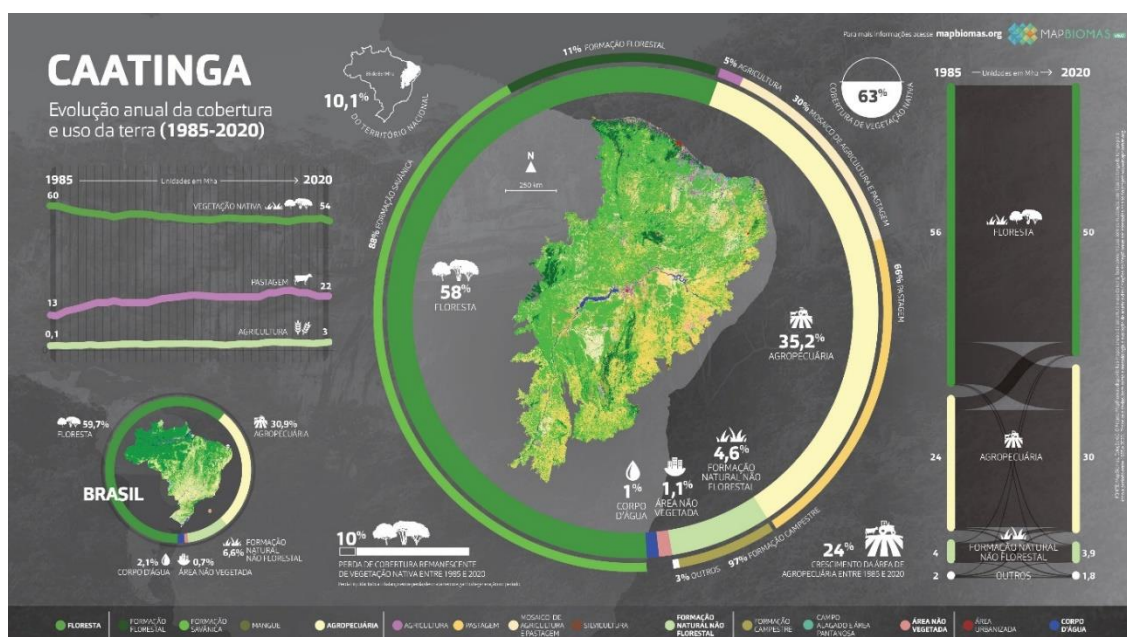 CAATINGA
Evolução anual da cobertura
e uso da terra (1985-2020)
10,1%
DO TERRITÓRIO NACIONAL
Para mais informações acesse mapbiomas.org
MAPBIOMAS
63%
COBERTURA DE VEGETAÇÃO NATIVA
1985
Unidades em Mha
2020
60
VEGETAÇÃO NATIVA
54
PASTAGEM
13
22
0,1
AGRICULTURA
3
11% FORMAÇÃO FLORESTAL
5% AGRICULTURA
30% MOSAICO DE AGRICULTURA E PASTAGEM
66% PASTAGEM
88% FORMAÇÃO SAVÂNICA
N
250 km
58%
FLORESTA
35,2%
AGROPECUÁRIA
4,6%
FORMAÇÃO
NATURAL NÃO
FLORESTAL
1%
CORPO
D'ÁGUA
1,1%
ÁREA NÃO
VEGETADA
97% FORMAÇÃO CAMPESTRE
3% OUTROS
59,7%
FLORESTA
30,9%
AGROPECUÁRIA
BRASIL
6,6%
FORMAÇÃO
NATURAL
NÃO FLORESTAL
2,1%
CORPO D'ÁGUA
0,7%
ÁREA NÃO VEGETADA
10%
PERDA DE COBERTURA REMANESCENTE
DE VEGETAÇÃO NATIVA ENTRE 1985 E 2020
24%
CRESCIMENTO DA ÁREA DE
AGROPECUÁRIA ENTRE 1985 E 2020
1985
Unidades em Mha
2020
56
FLORESTA
50
24
AGROPECUÁRIA
30
4
FORMAÇÃO NATURAL
NÃO FLORESTAL
3,9
2
OUTROS
1,8
FLORESTA
FORMAÇÃO
FLORESTAL
FORMAÇÃO
SAVÂNICA
MANGUE
AGROPECUÁRIA
AGRICULTURA
PASTAGEM
MOSAICO DE
AGRICULTURA
E PASTAGEM
SILVICULTURA
FORMAÇÃO
NATURAL NÃO
FLORESTAL
FORMAÇÃO
CAMPESTRE
CAMPO
ALAGADO E ÁREA
PANTANOSA
ÁREA NÃO
VEGETADA
ÁREA
URBANIZADA
CORPO
D'ÁGUA